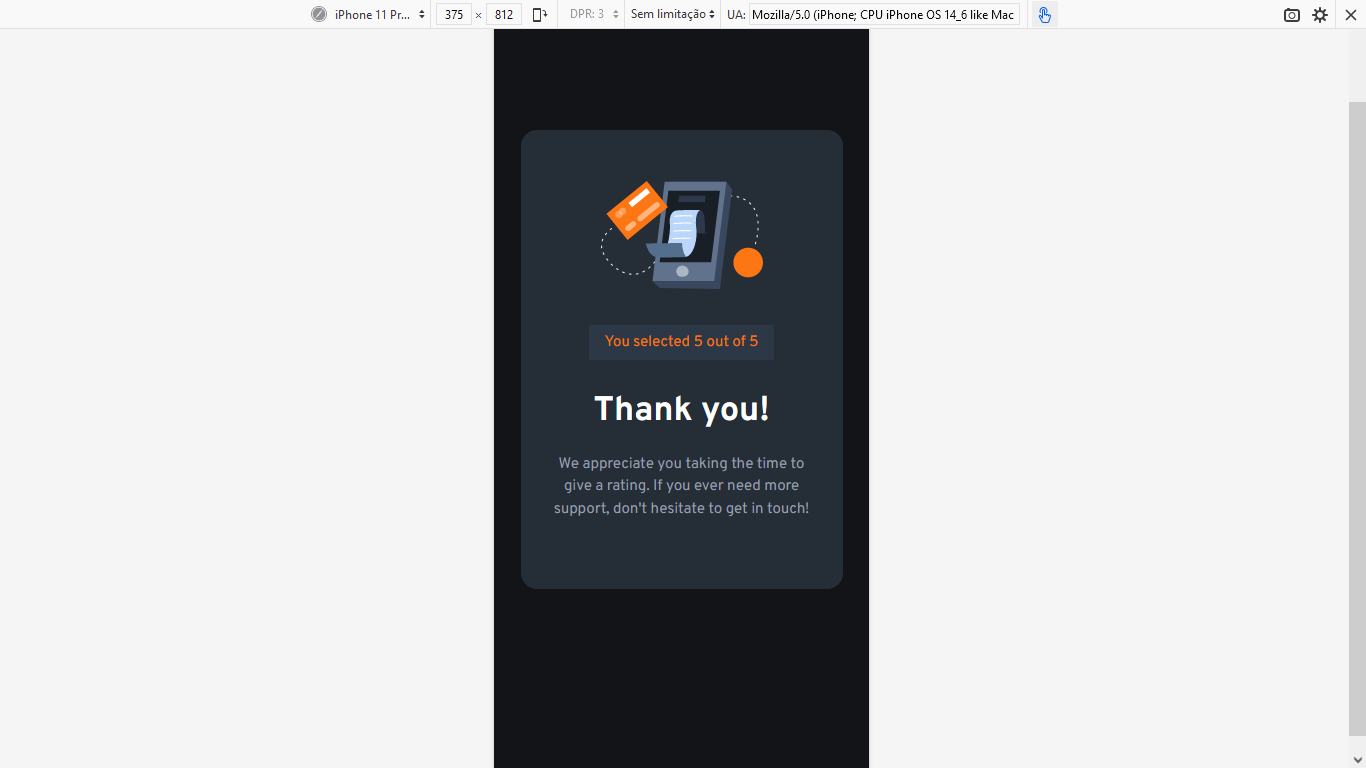 iPhone 11 Pr... 375 × 812 DPR: 3 Sem limitação UA: Mozilla/5.0 (iPhone; CPU iPhone OS 14_6 like Mac
You selected 5 out of 5
Thank you!
We appreciate you taking the time to
give a rating. If you ever need more
support, don't hesitate to get in touch!